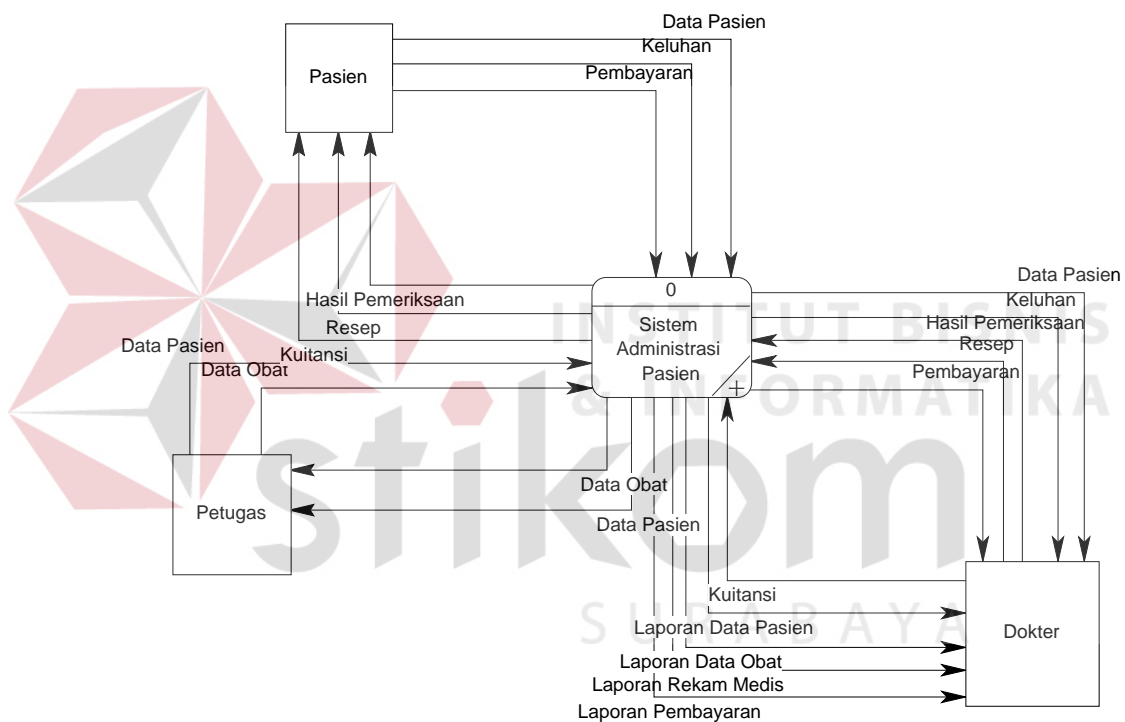 Data Pasien
Keluhan
Pembayaran
Pasien
Hasil Pemeriksaan
Resep
Kuitansi
0
Sistem
Administrasi
Pasien
+
Data Pasien
Keluhan
Hasil Pemeriksaan
Resep
Pembayaran
Data Pasien
Data Obat
Petugas
Data Obat
Data Pasien
Kuitansi
Laporan Data Pasien
Laporan Data Obat
Laporan Rekam Medis
Laporan Pembayaran
Dokter
INSTITUT BISNIS
& INFORMATIKA
stikom
SURABAYA